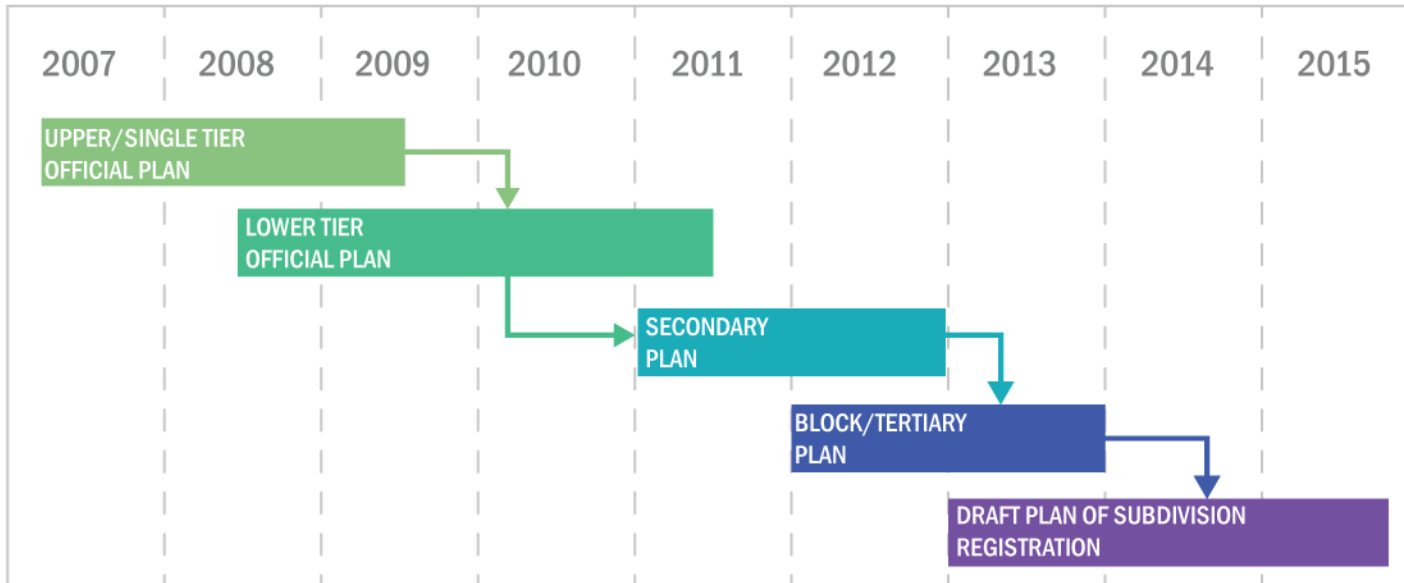 2007 2008 2009 2010 2011 2012 2013 2014 2015
UPPER/SINGLE TIER
OFFICIAL PLAN
LOWER TIER
OFFICIAL PLAN
SECONDARY
PLAN
BLOCK/TERTIARY
PLAN
DRAFT PLAN OF SUBDIVISION
REGISTRATION